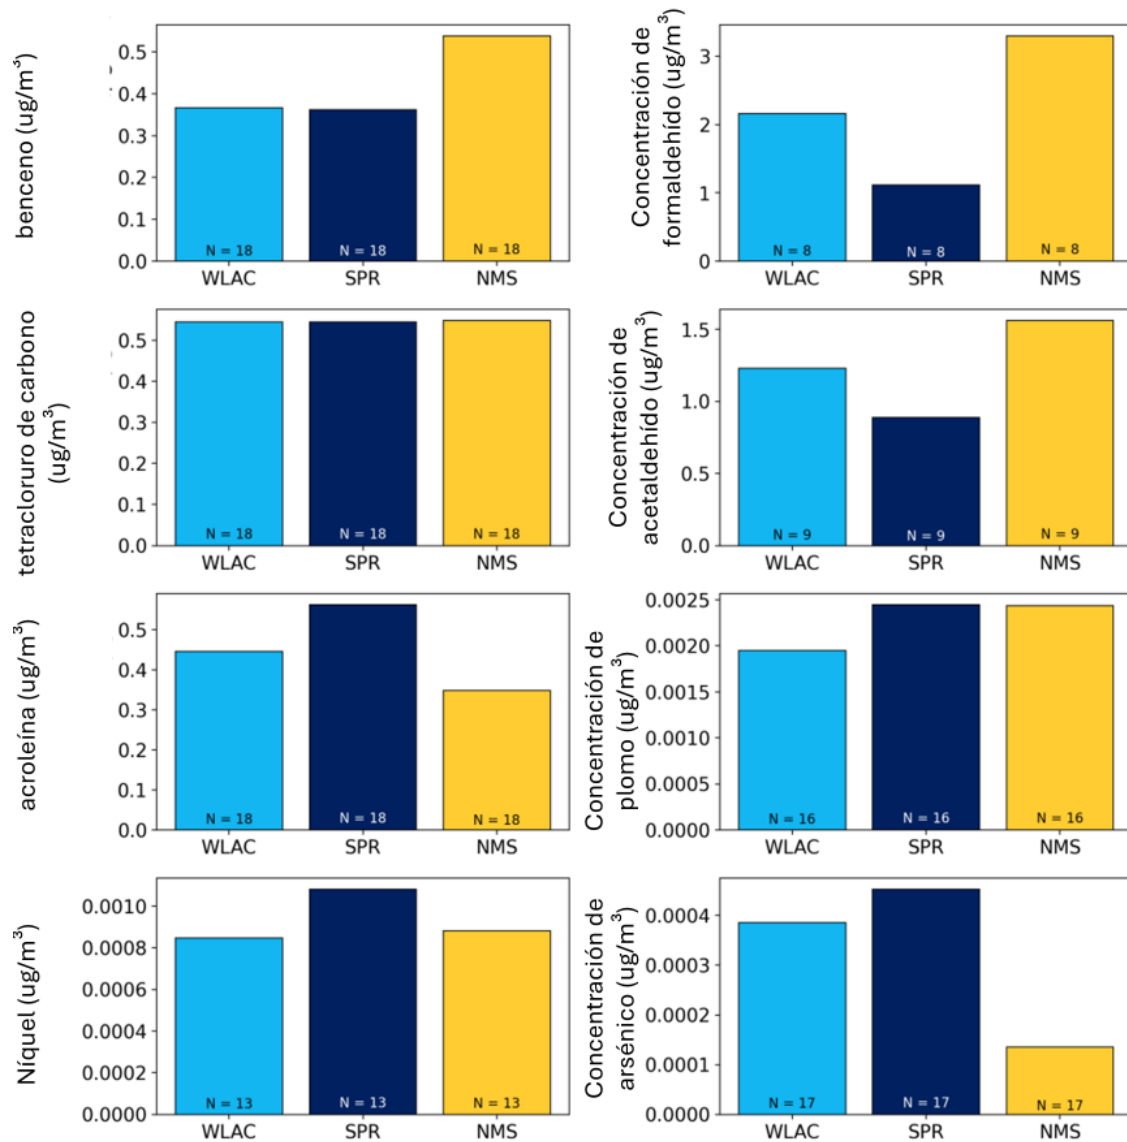 benceno (ug/m³)
0.5
0.4
0.3
0.2
0.1
0.0
N = 18
N = 18
N = 18
WLAC
SPR
NMS
Concentración de
formaldehído (ug/m³)
3
2
1
0
N = 8
N = 8
N = 8
WLAC
SPR
NMS
tetracloruro de carbono
(ug/m³)
0.5
0.4
0.3
0.2
0.1
0.0
N = 18
N = 18
N = 18
WLAC
SPR
NMS
Concentración de
acetaldehído (ug/m³)
1.5
1.0
0.5
0.0
N = 9
N = 9
N = 9
WLAC
SPR
NMS
acroleína (ug/m³)
0.5
0.4
0.3
0.2
0.1
0.0
N = 18
N = 18
N = 18
WLAC
SPR
NMS
Concentración de
plomo (ug/m³)
0.0025
0.0020
0.0015
0.0010
0.0005
0.0000
N = 16
N = 16
N = 16
WLAC
SPR
NMS
Níquel (ug/m³)
0.0010
0.0008
0.0006
0.0004
0.0002
0.0000
N = 13
N = 13
N = 13
WLAC
SPR
NMS
Concentración de
arsénico (ug/m³)
0.0004
0.0003
0.0002
0.0001
0.0000
N = 17
N = 17
N = 17
WLAC
SPR
NMS